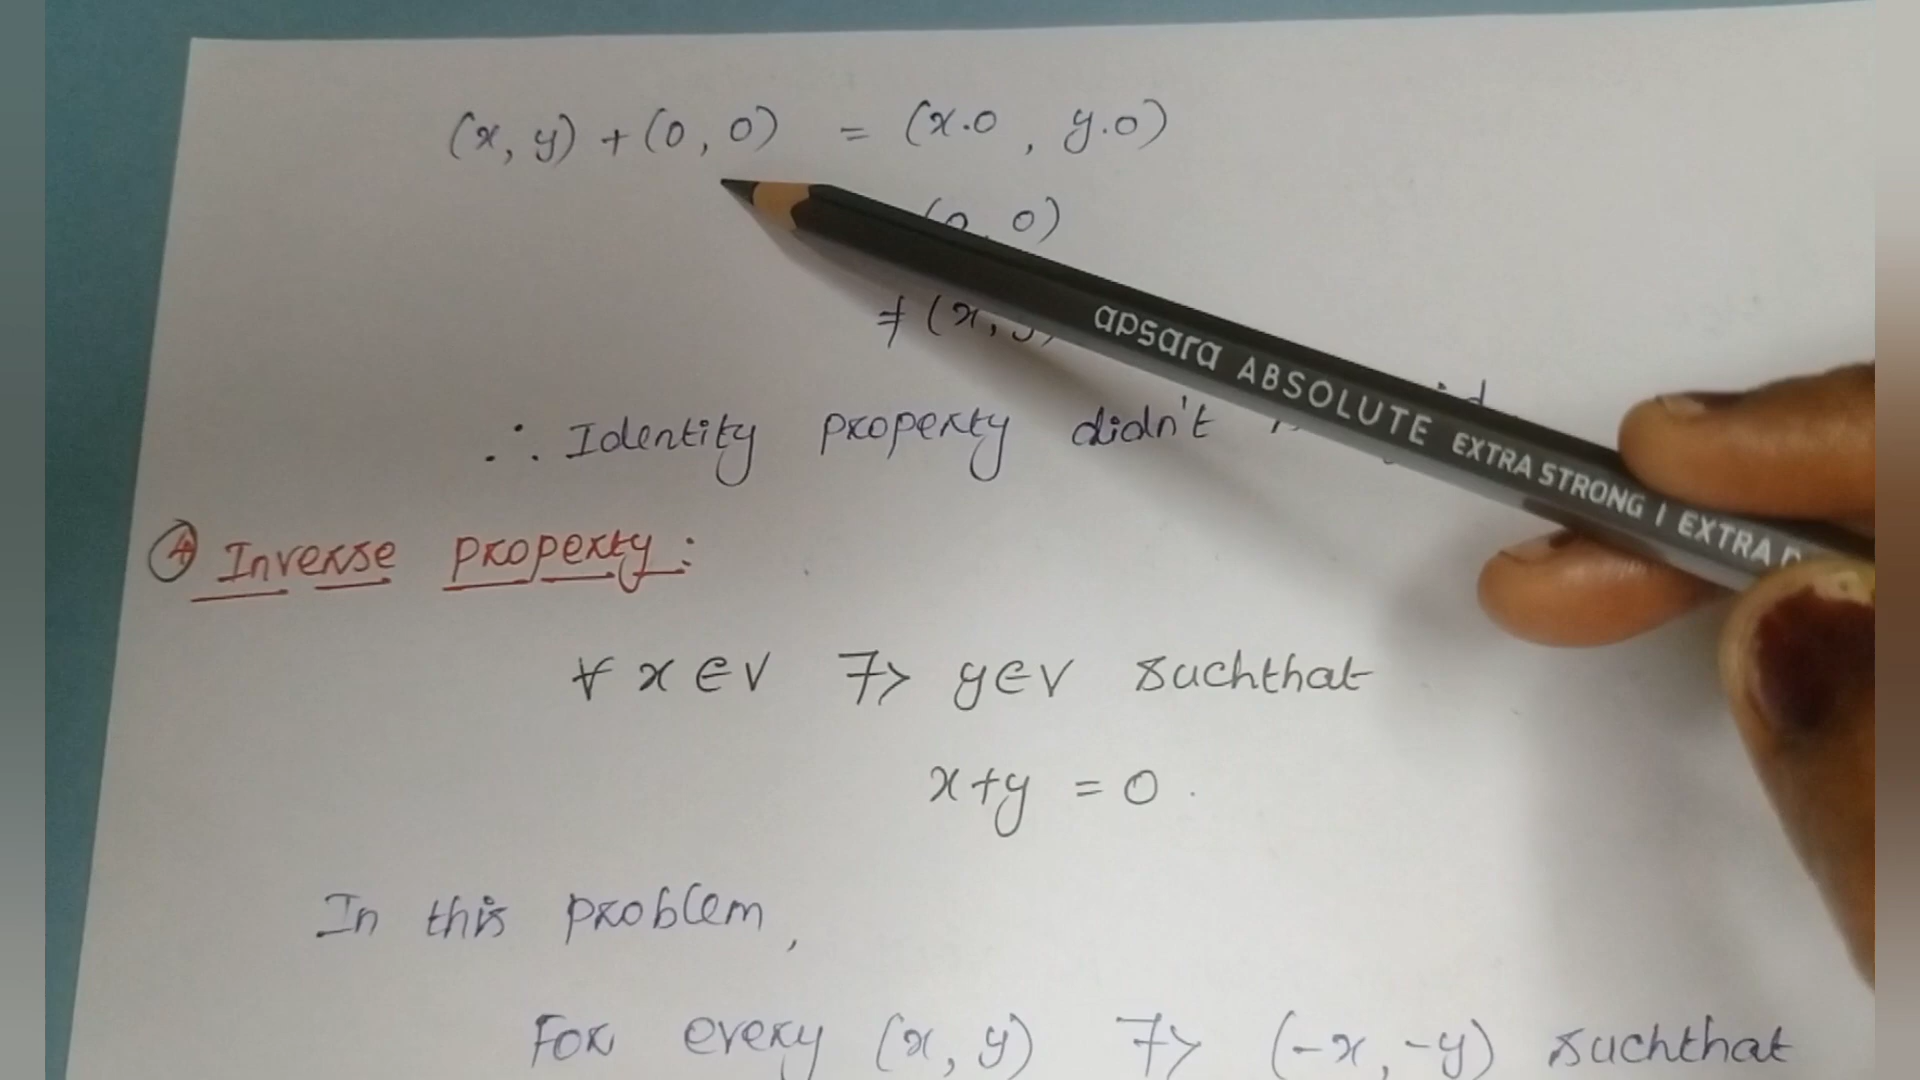 (x, y) + (0, 0) = (x.0 , y.0)
(0, 0)
≠ (x, y)
∴ Identity property didn't
④ Inverse property:
∀ x ∈ V ∃> y ∈ V suchthat
x+y = 0 .
In this problem,
For every (x, y) ∃> (-x, -y) suchthat
apsara ABSOLUTE EXTRA STRONG | EXTRA